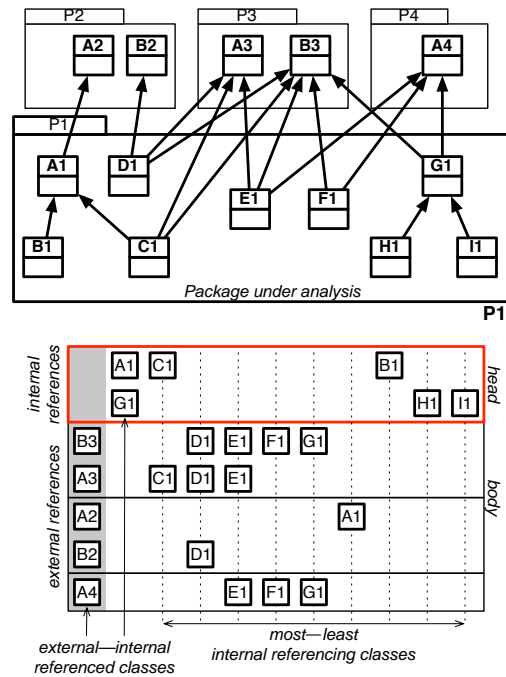 P2 P3 P4
A2 B2 A3 B3 A4
P1
A1 D1 G1
E1 F1
B1 C1 H1 I1
Package under analysis
P1
internal references
A1 C1 B1
G1 H1 I1
head
external references
B3 D1 E1 F1 G1
A3 C1 D1 E1
A2 A1
B2 D1
A4 E1 F1 G1
body
external—internal
referenced classes
most—least
internal referencing classes